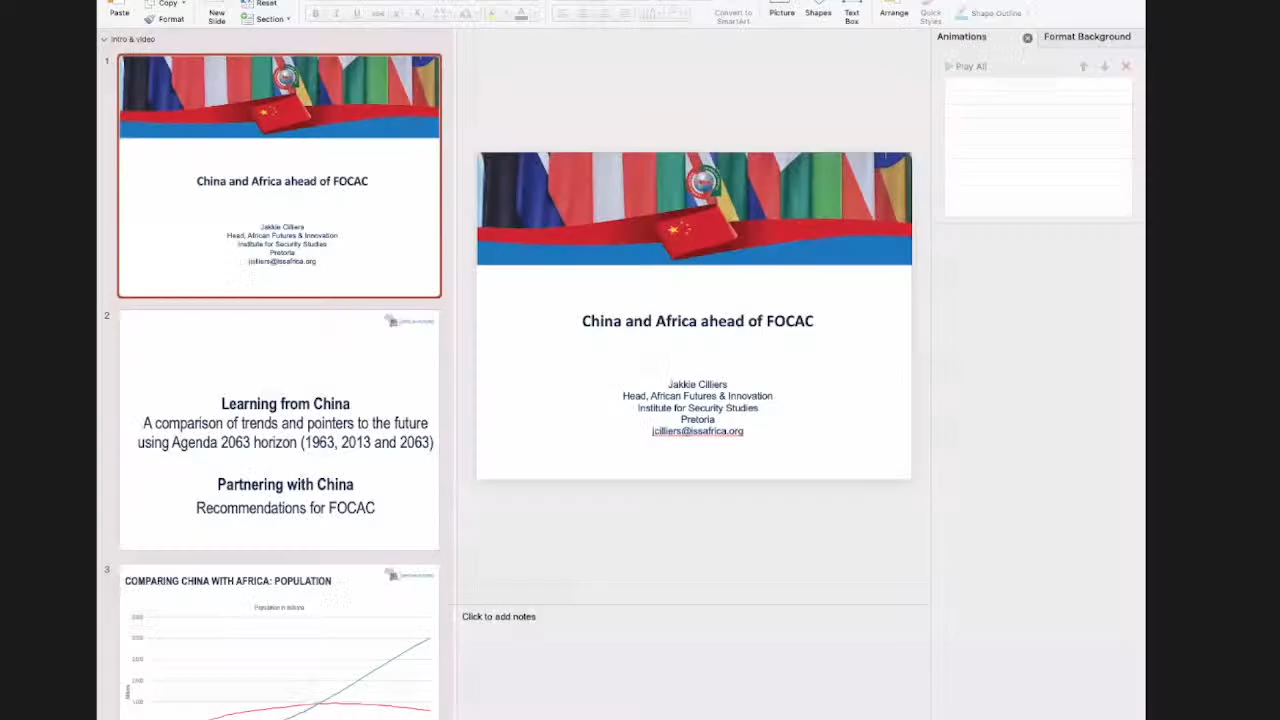 Paste
Copy
Format
New
Slide
Reset
Section
Convert to
SmartArt
Picture
Shapes
Text
Box
Arrange
Quick
Styles
Shape Outline
Intro & video
1
China and Africa ahead of FOCAC
Jakkie Cilliers
Head, African Futures & Innovation
Institute for Security Studies
Pretoria
jcilliers@issafrica.org
2
Learning from China
A comparison of trends and pointers to the future
using Agenda 2063 horizon (1963, 2013 and 2063)
Partnering with China
Recommendations for FOCAC
3
COMPARING CHINA WITH AFRICA: POPULATION
Population in millions
China and Africa ahead of FOCAC
Jakkie Cilliers
Head, African Futures & Innovation
Institute for Security Studies
Pretoria
jcilliers@issafrica.org
Click to add notes
Animations
Format Background
Play All